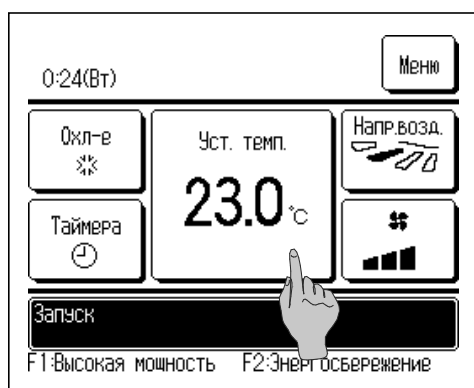 Меню
0:24(Вт)
Охл-е
Уст. темп.
Напр.возд.
23.0 °C
Таймера
Запуск
F1:Высокая мощность F2:Энергосбережение